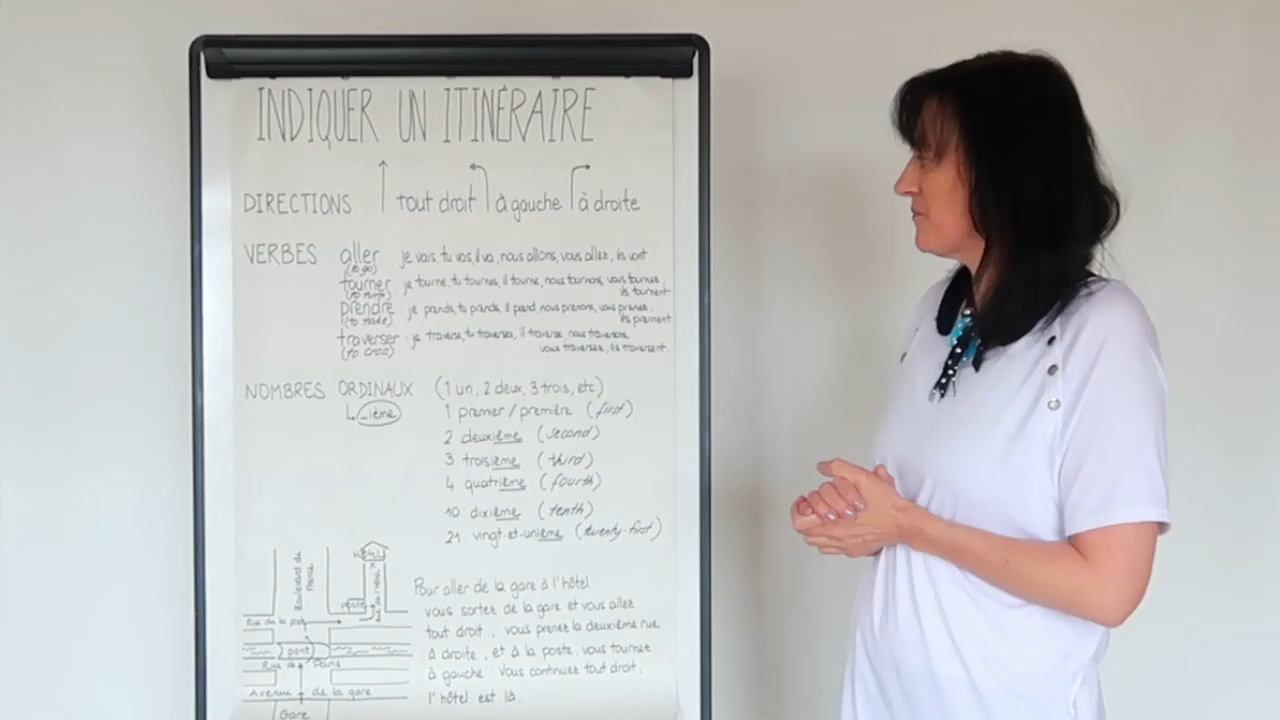 INDIQUER UN ITINÉRAIRE
DIRECTIONS tout droit à gauche à droite
VERBES aller je vais, tu vas, il va, nous allons, vous allez, ils vont.
(to go)
tourner : je tourne, tu tournes, il tourne, nous tournons, vous tournez,
(to turn) ils tournent
prendre : je prends, tu prends, il prend, nous prenons, vous prenez,
(to take) ils prennent
traverser : je traverse, tu traverses, il traverse, nous traversons,
(to cross) vous traversez, ils traversent.
NOMBRES ORDINAUX (1 un, 2 deux, 3 trois, etc)
-ième
1 premier / première (first)
2 deuxième (second)
3 troisième (third)
4 quatrième (fourth)
10 dixième (tenth)
21 vingt-et-unième (twenty-first)
Hôtel
Boulevard de France
poste
Rue de la poste
pont
Rue de Paris
Avenue de la gare
Gare
Pour aller de la gare à l'hôtel
vous sortez de la gare et vous allez
tout droit, vous prenez la deuxième rue
à droite, et à la poste, vous tournez
à gauche. Vous continuez tout droit,
l'hôtel est là.